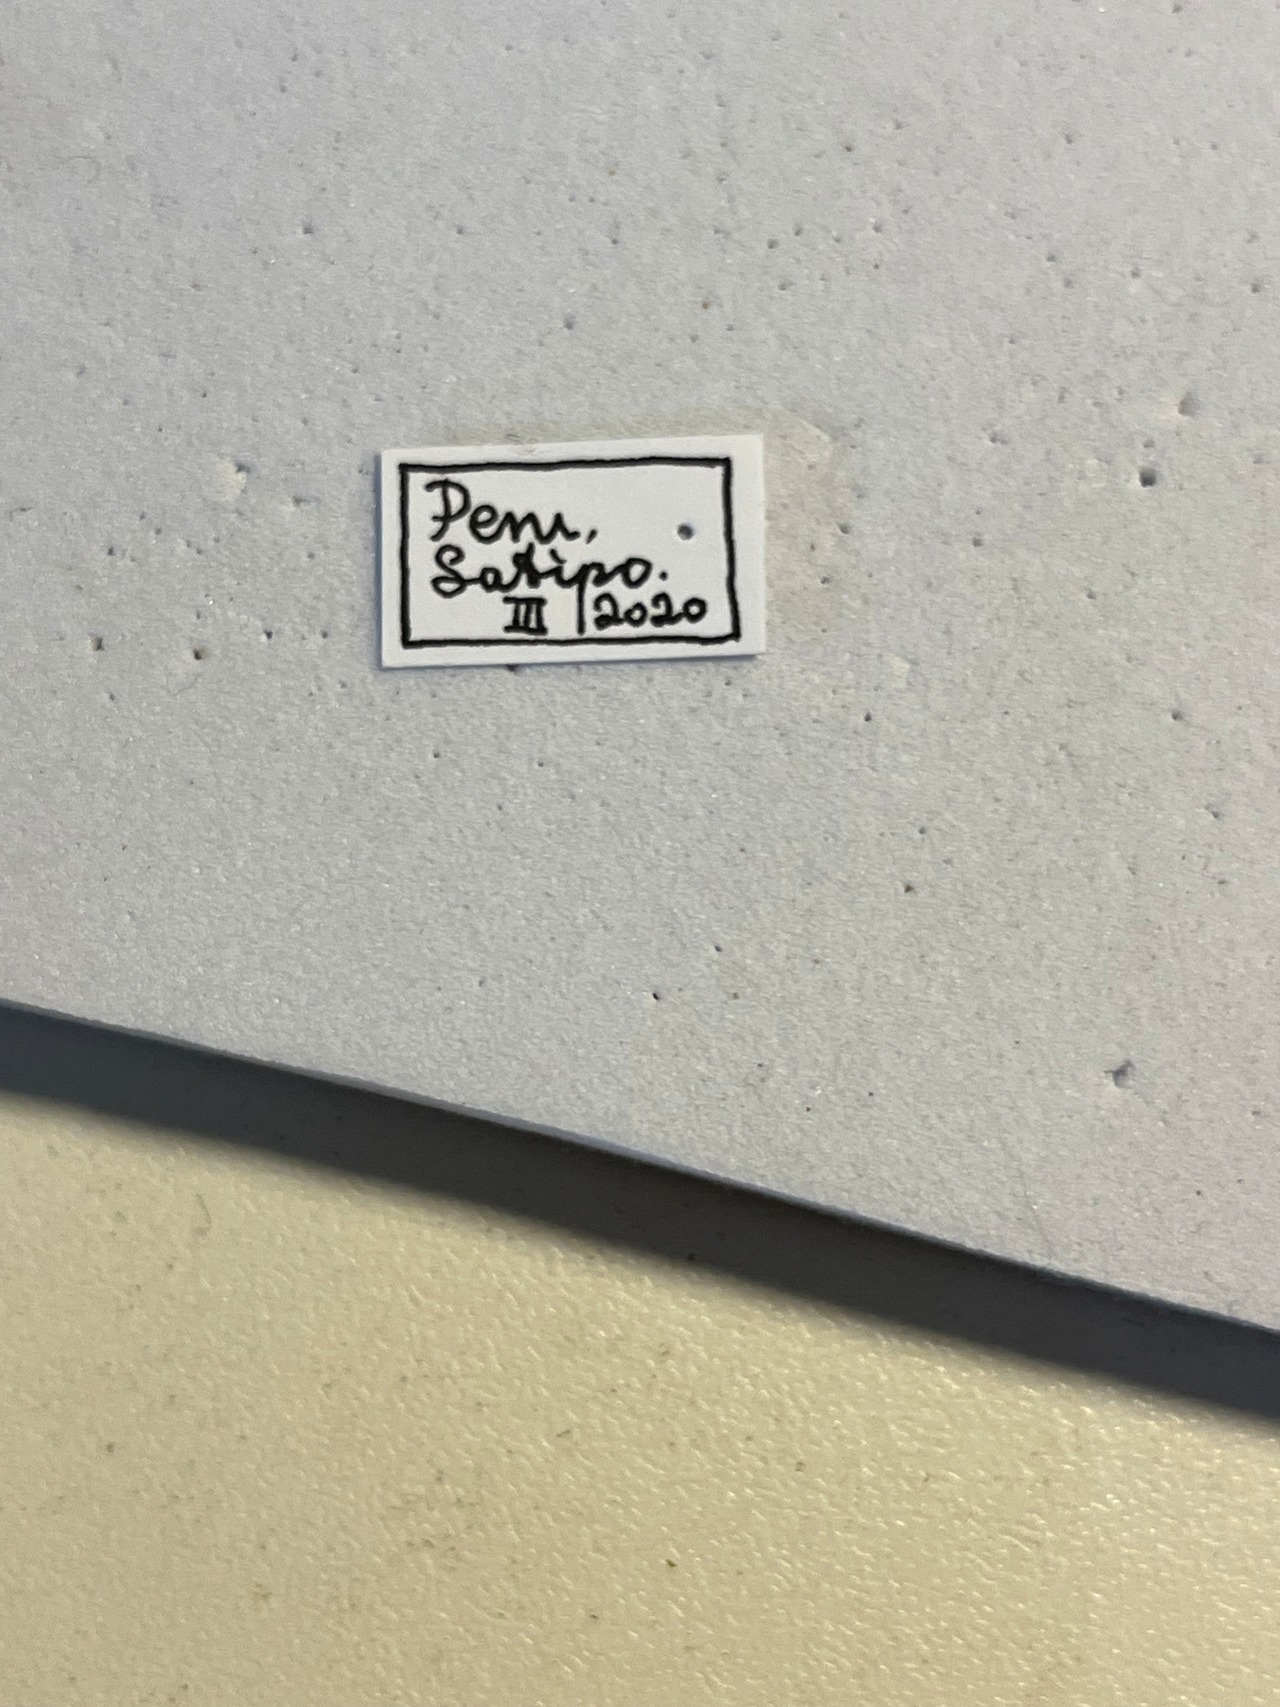 Peru,
Satipo.
III/2020